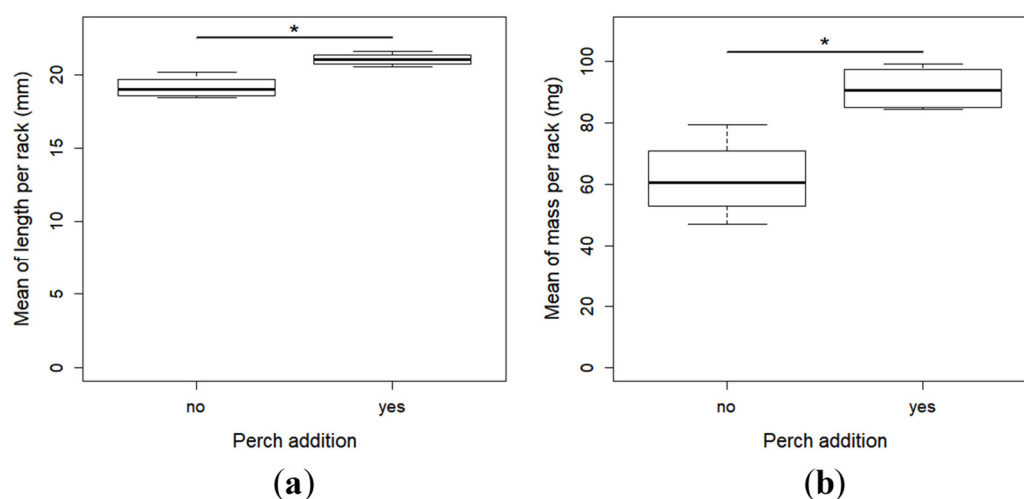 Mean of length per rack (mm)
20
15
10
5
0
*
no
yes
Perch addition
(a)
Mean of mass per rack (mg)
100
80
60
40
20
0
*
no
yes
Perch addition
(b)